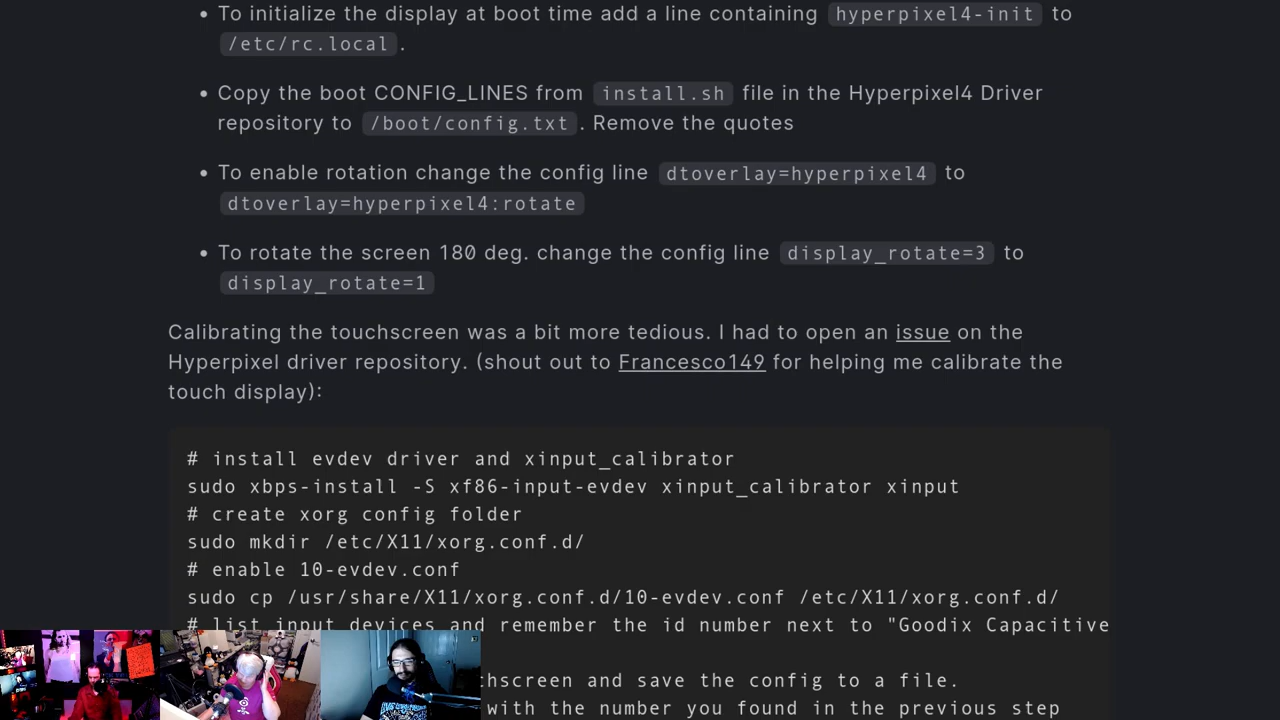 • To initialize the display at boot time add a line containing hyperpixel4-init to
/etc/rc.local .
• Copy the boot CONFIG_LINES from install.sh file in the Hyperpixel4 Driver
repository to /boot/config.txt . Remove the quotes
• To enable rotation change the config line dtoverlay=hyperpixel4 to
dtoverlay=hyperpixel4:rotate
• To rotate the screen 180 deg. change the config line display_rotate=3 to
display_rotate=1
Calibrating the touchscreen was a bit more tedious. I had to open an issue on the
Hyperpixel driver repository. (shout out to Francesco149 for helping me calibrate the
touch display):
# install evdev driver and xinput_calibrator
sudo xbps-install -S xf86-input-evdev xinput_calibrator xinput
# create xorg config folder
sudo mkdir /etc/X11/xorg.conf.d/
# enable 10-evdev.conf
sudo cp /usr/share/X11/xorg.conf.d/10-evdev.conf /etc/X11/xorg.conf.d/
# list input devices and remember the id number next to "Goodix Capacitive
chscreen and save the config to a file.
with the number you found in the previous step